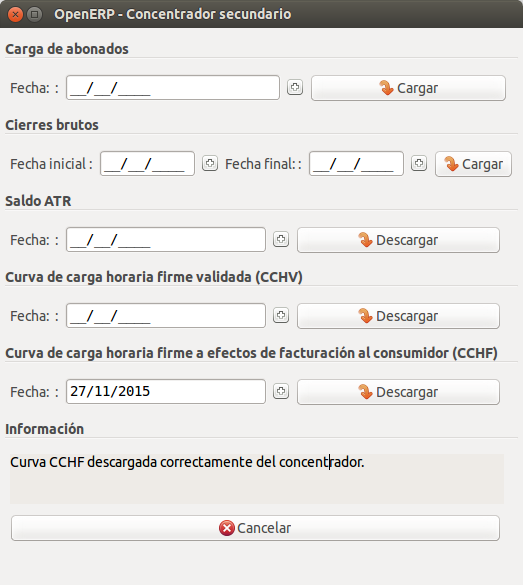 OpenERP - Concentrador secundario
Carga de abonados
Fecha: : __/__/____ Cargar
Cierres brutos
Fecha inicial : __/__/____ Fecha final: : __/__/____ Cargar
Saldo ATR
Fecha: : __/__/____ Descargar
Curva de carga horaria firme validada (CCHV)
Fecha: : __/__/____ Descargar
Curva de carga horaria firme a efectos de facturación al consumidor (CCHF)
Fecha: : 27/11/2015 Descargar
Información
Curva CCHF descargada correctamente del concentrador.
Cancelar